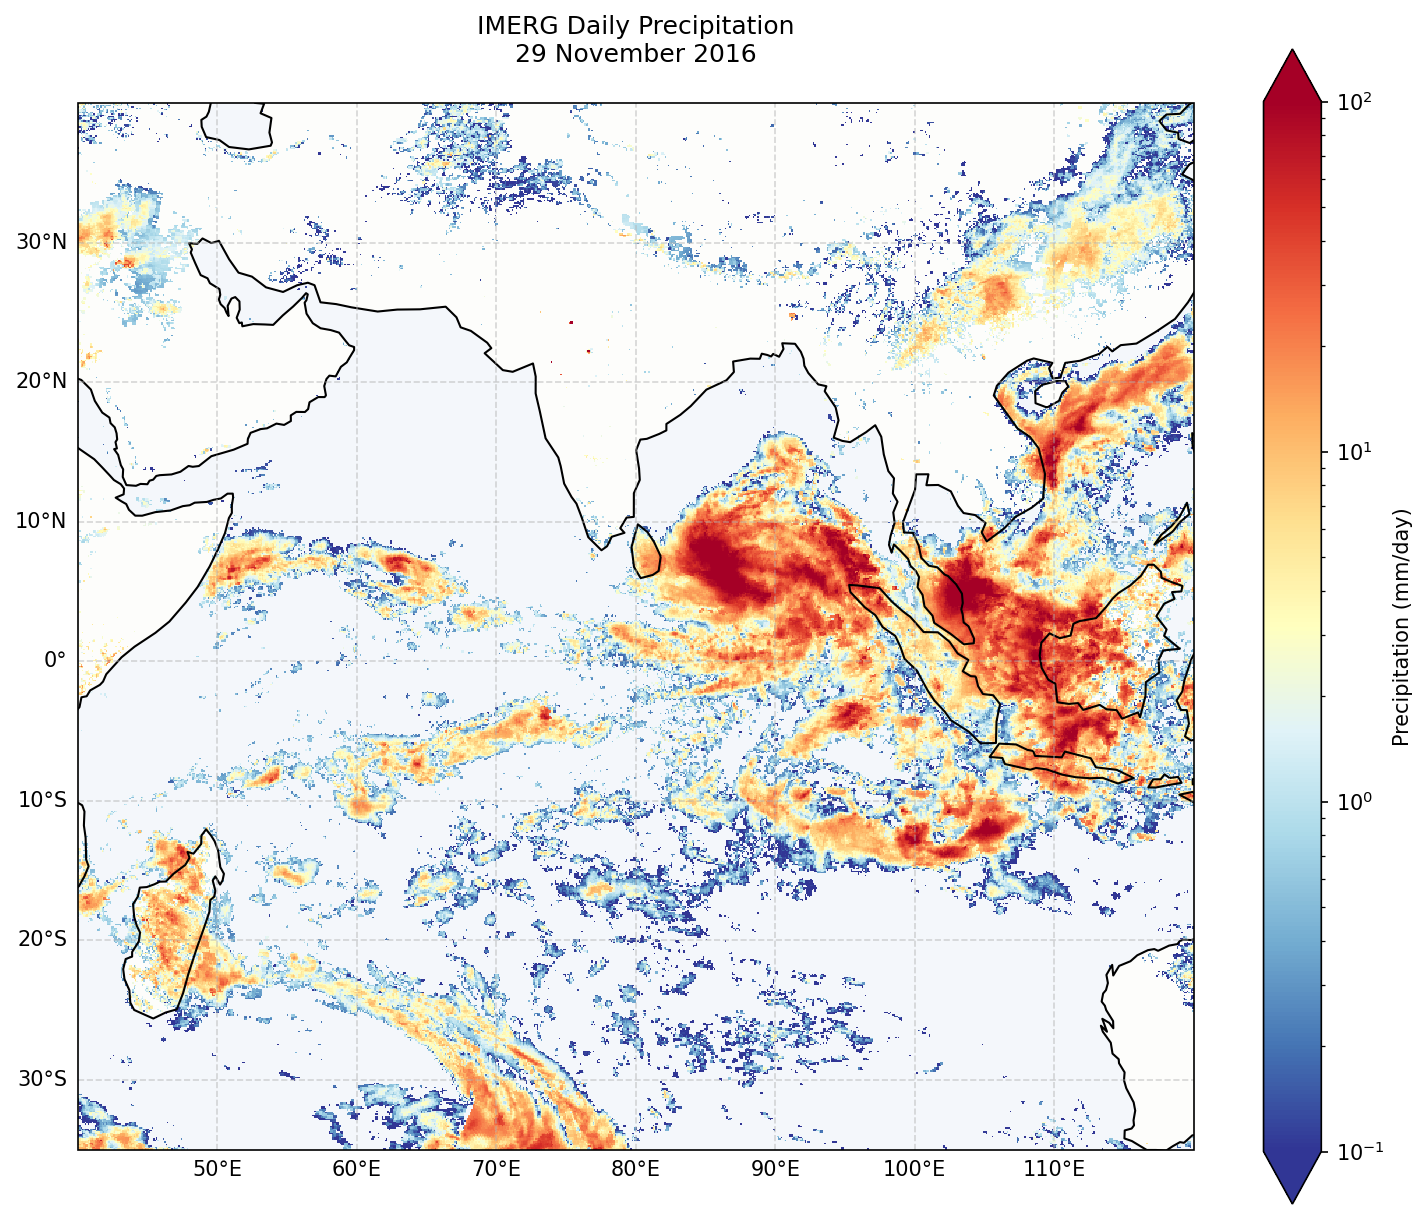 IMERG Daily Precipitation
29 November 2016
30°N
20°N
10°N
0°
10°S
20°S
30°S
50°E
60°E
70°E
80°E
90°E
100°E
110°E
10²
10¹
10⁰
10⁻¹
Precipitation (mm/day)